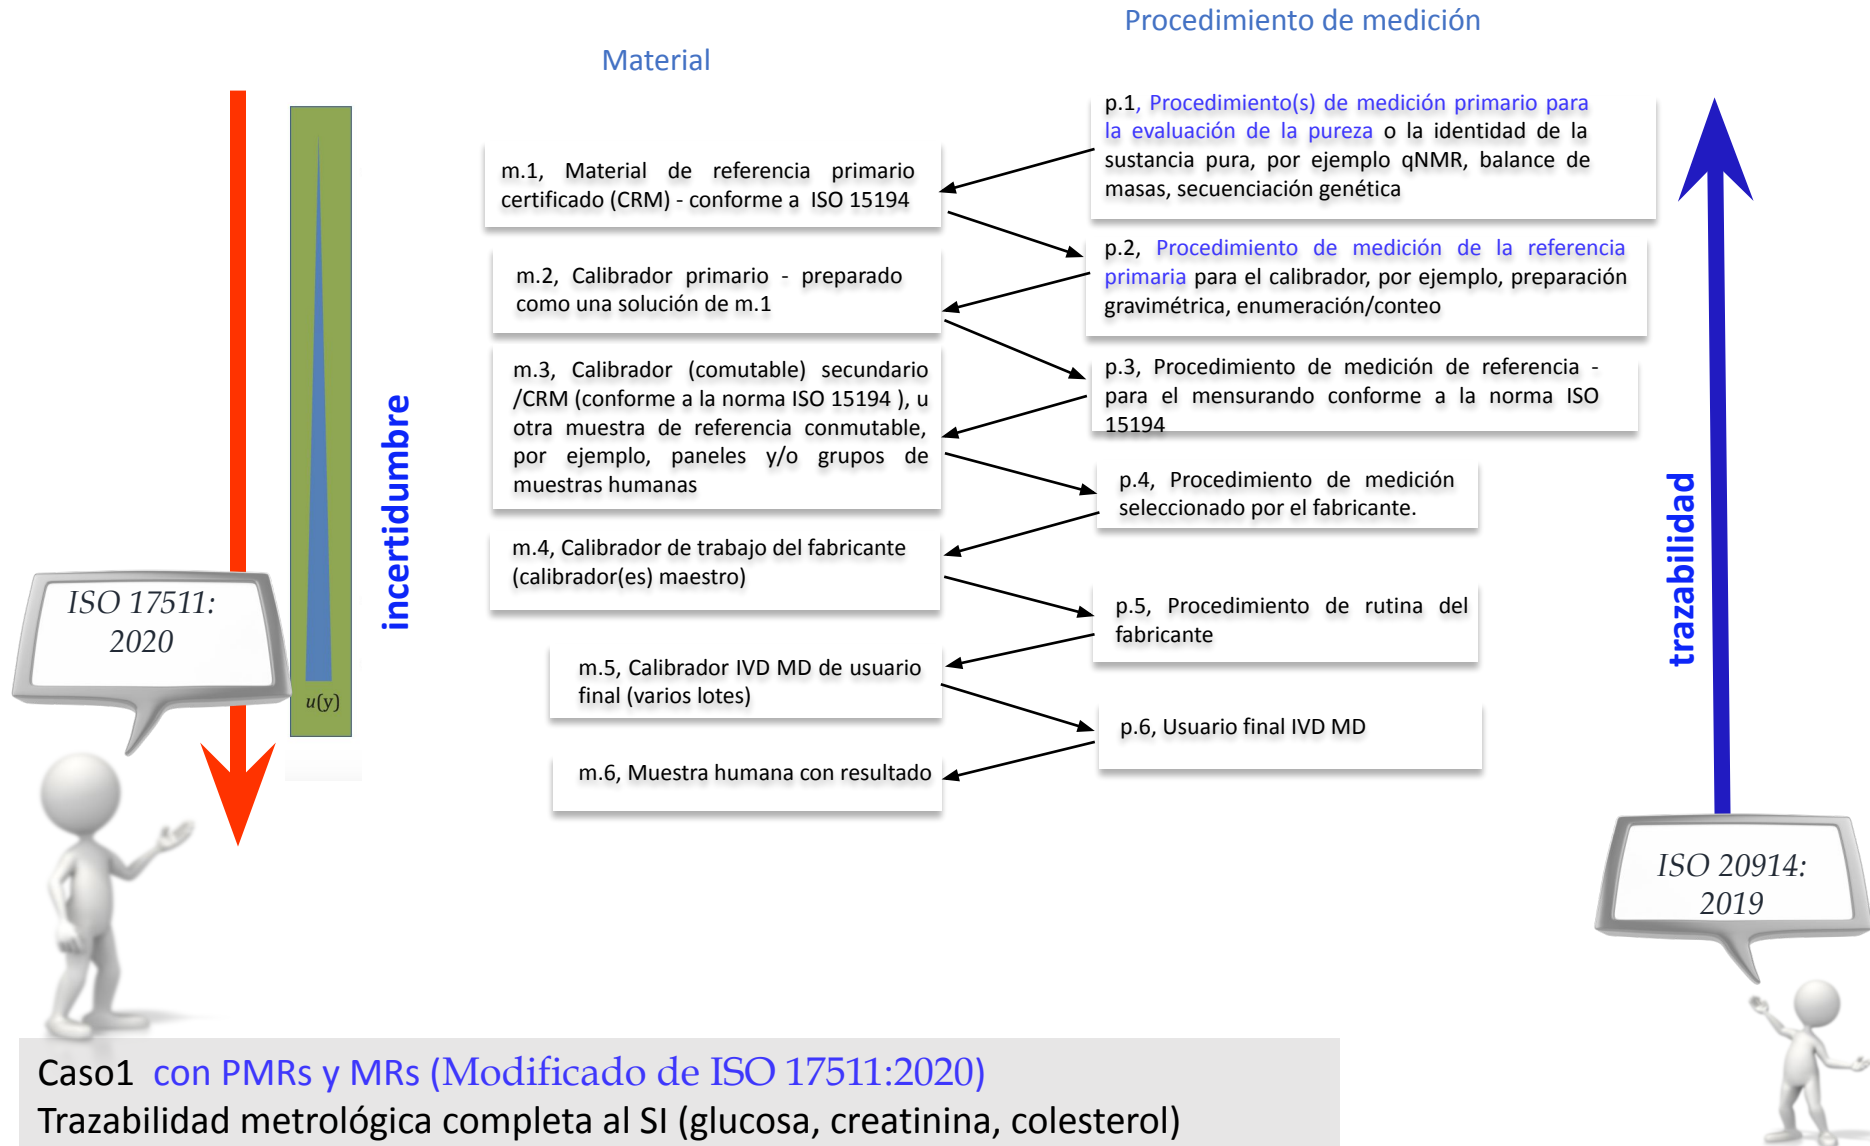 Procedimiento de medición
Material
p.1, Procedimiento(s) de medición primario para
la evaluación de la pureza o la identidad de la
sustancia pura, por ejemplo qNMR, balance de
masas, secuenciación genética
m.1, Material de referencia primario
certificado (CRM) - conforme a ISO 15194
p.2, Procedimiento de medición de la referencia
primaria para el calibrador, por ejemplo, preparación
gravimétrica, enumeración/conteo
m.2, Calibrador primario - preparado
como una solución de m.1
p.3, Procedimiento de medición de referencia -
para el mensurando conforme a la norma ISO
15194
m.3, Calibrador (comutable) secundario
/CRM (conforme a la norma ISO 15194 ), u
otra muestra de referencia conmutable,
por ejemplo, paneles y/o grupos de
muestras humanas
p.4, Procedimiento de medición
seleccionado por el fabricante.
m.4, Calibrador de trabajo del fabricante
(calibrador(es) maestro)
p.5, Procedimiento de rutina del
fabricante
m.5, Calibrador IVD MD de usuario
final (varios lotes)
p.6, Usuario final IVD MD
m.6, Muestra humana con resultado
incertidumbre
u(y)
trazabilidad
ISO 17511:
2020
ISO 20914:
2019
Caso1 con PMRs y MRs (Modificado de ISO 17511:2020)
Trazabilidad metrológica completa al SI (glucosa, creatinina, colesterol)